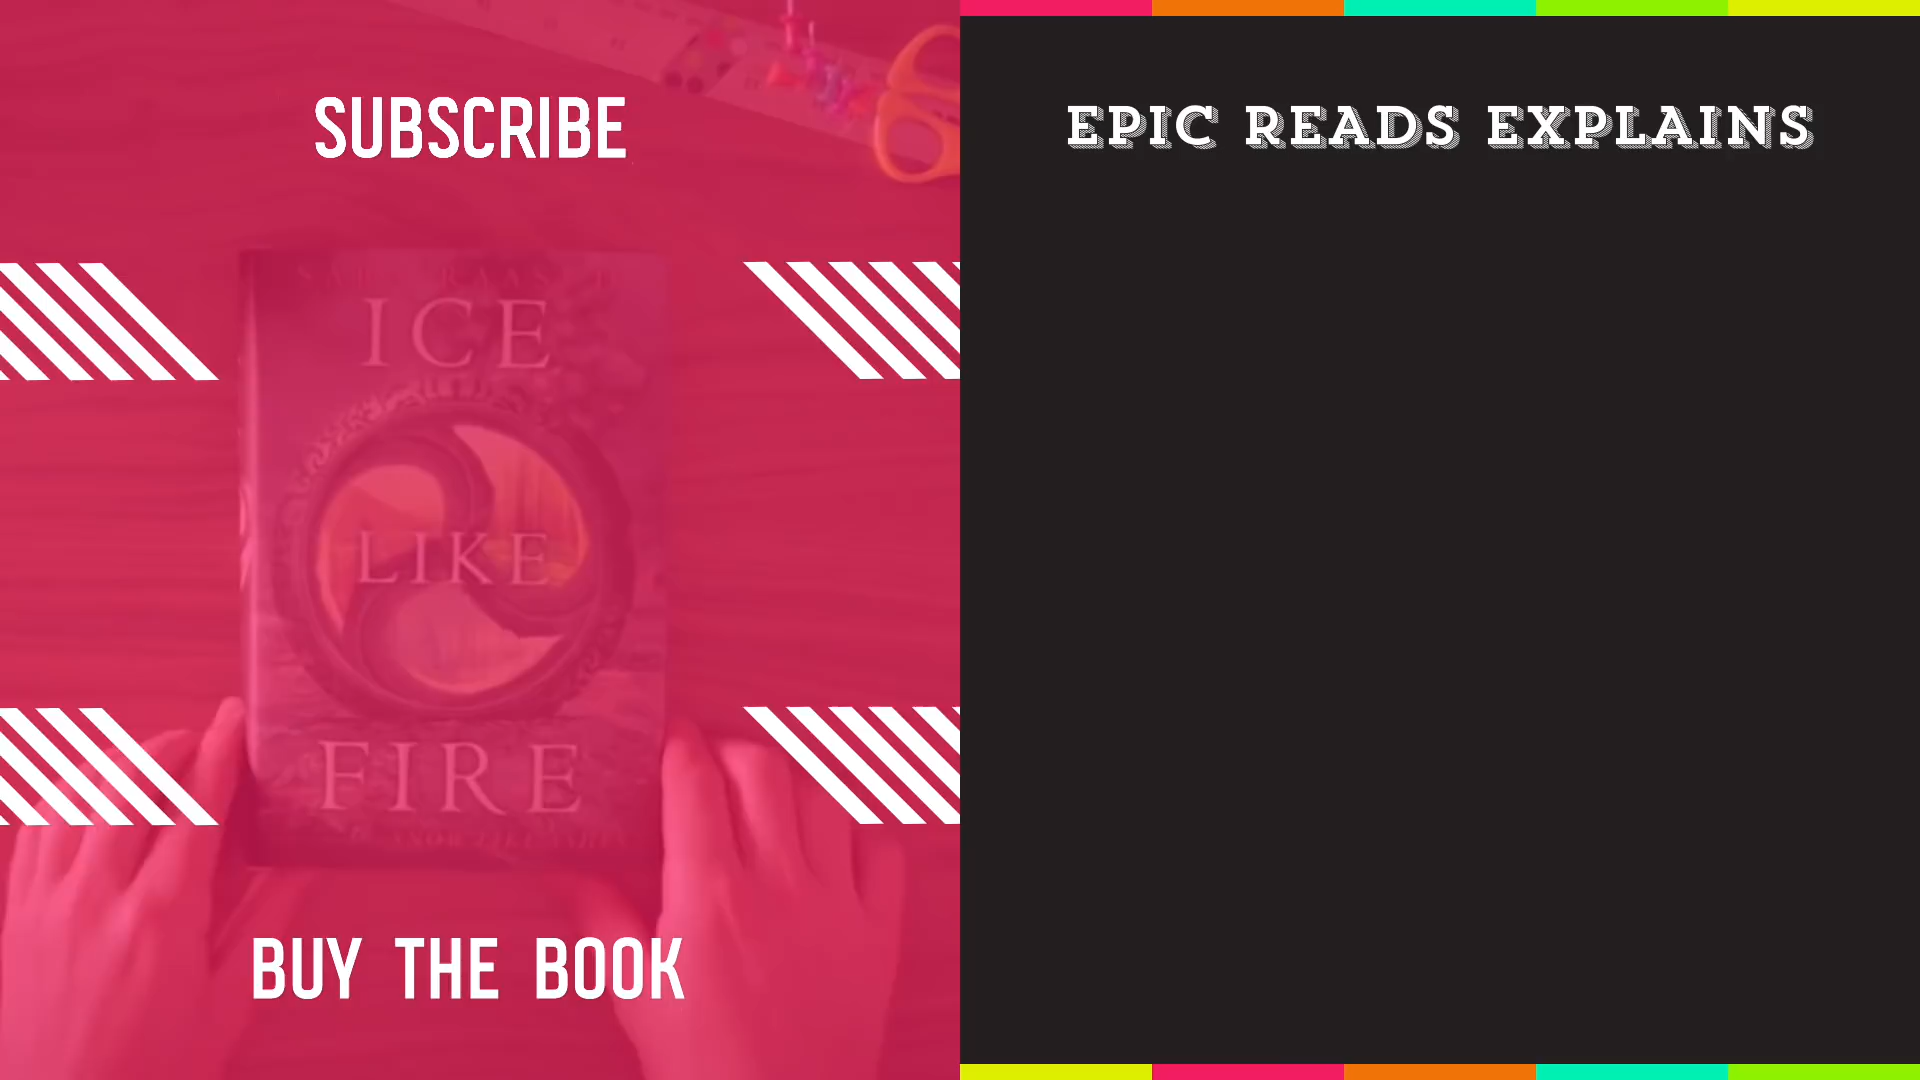 SUBSCRIBE
ICE
LIKE
FIRE
BUY THE BOOK
EPIC READS EXPLAINS